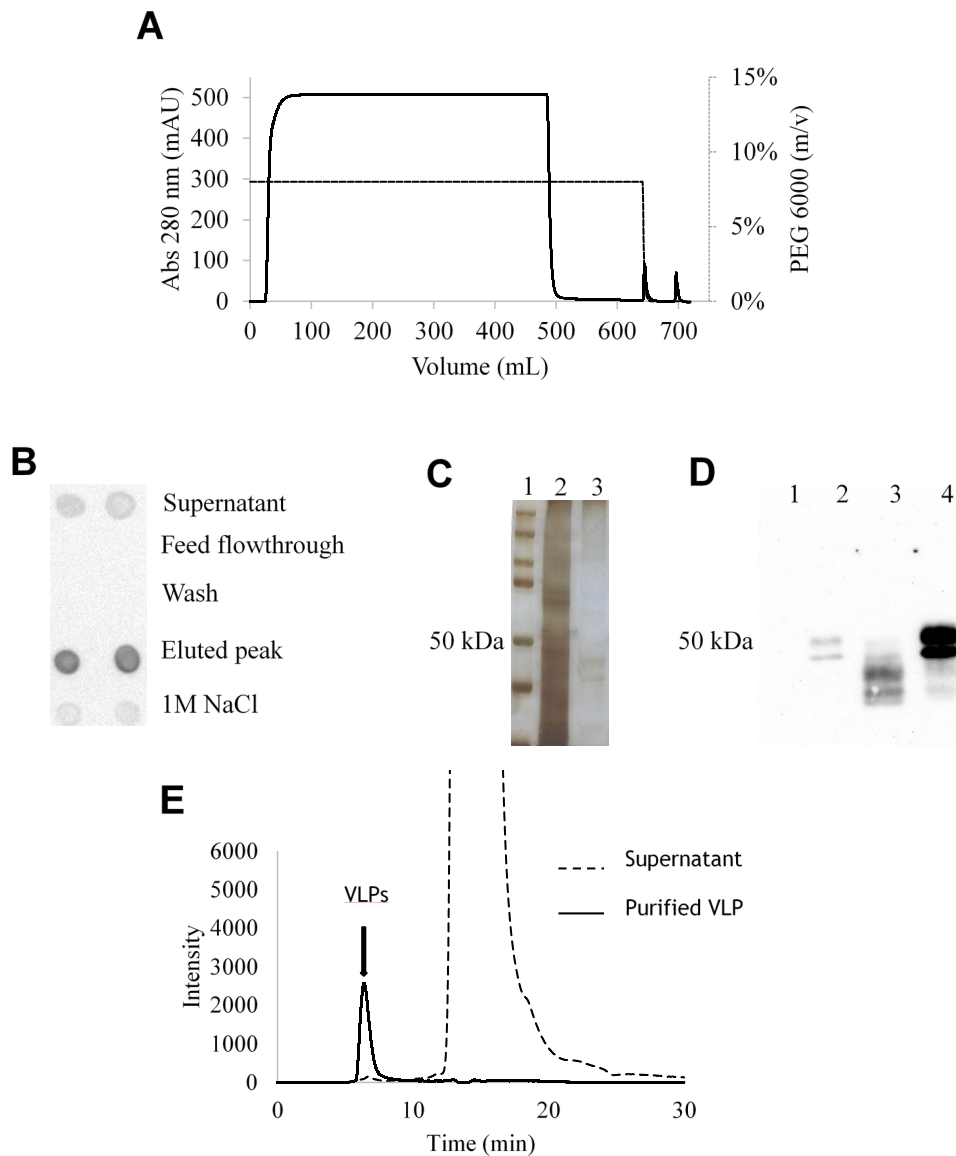 A
Abs 280 nm (mAU)
500
400
300
200
100
0
15%
10%
5%
0%
PEG 6000 (m/v)
0 100 200 300 400 500 600 700
Volume (mL)
B
Supernatant
Feed flowthrough
Wash
Eluted peak
1M NaCl
C
1 2 3
50 kDa
D
1 2 3 4
50 kDa
E
Intensity
6000
5000
4000
3000
2000
1000
0
VLPs
Supernatant
Purified VLP
0 10 20 30
Time (min)